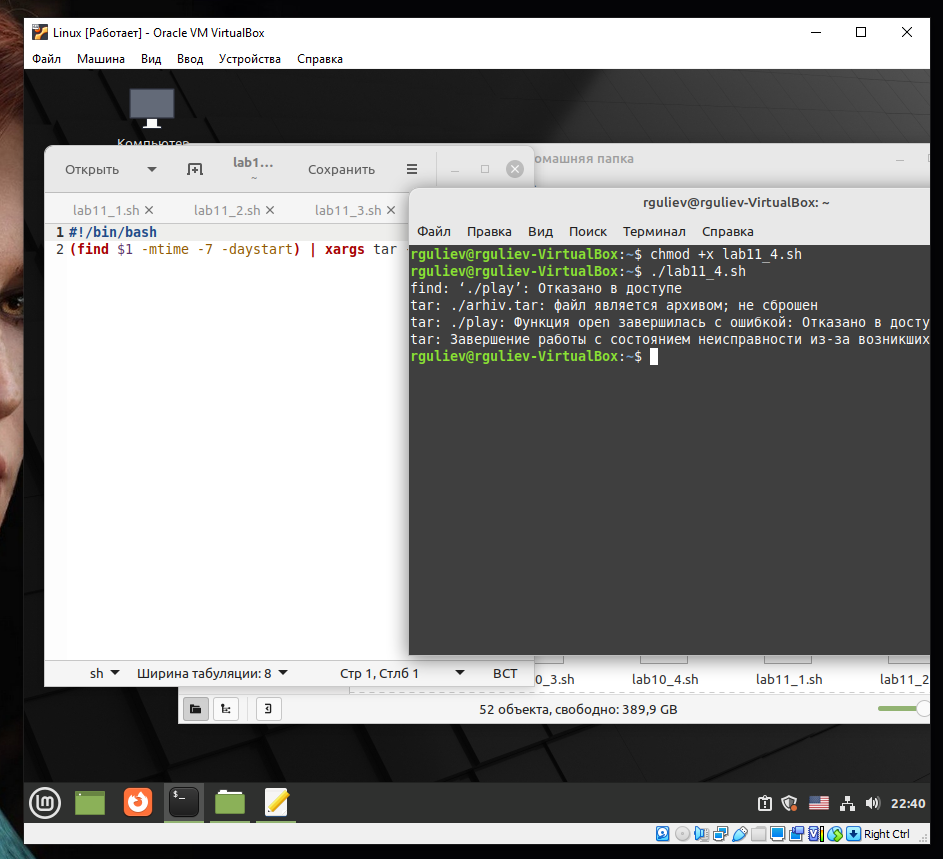 Linux [Работает] - Oracle VM VirtualBox
Файл Машина Вид Ввод Устройства Справка
Компьютер
Открыть lab1... Сохранить
~
омашняя папка
lab11_1.sh lab11_2.sh lab11_3.sh
1 #!/bin/bash
2 (find $1 -mtime -7 -daystart) | xargs tar
rguliev@rguliev-VirtualBox: ~
Файл Правка Вид Поиск Терминал Справка
rguliev@rguliev-VirtualBox:~$ chmod +x lab11_4.sh
rguliev@rguliev-VirtualBox:~$ ./lab11_4.sh
find: ‘./play’: Отказано в доступе
tar: ./arhiv.tar: файл является архивом; не сброшен
tar: ./play: Функция open завершилась с ошибкой: Отказано в досту
tar: Завершение работы с состоянием неисправности из-за возникших
rguliev@rguliev-VirtualBox:~$
sh Ширина табуляции: 8 Стр 1, Стлб 1 ВСТ
0_3.sh lab10_4.sh lab11_1.sh lab11_2
52 объекта, свободно: 389,9 GB
22:40
Right Ctrl